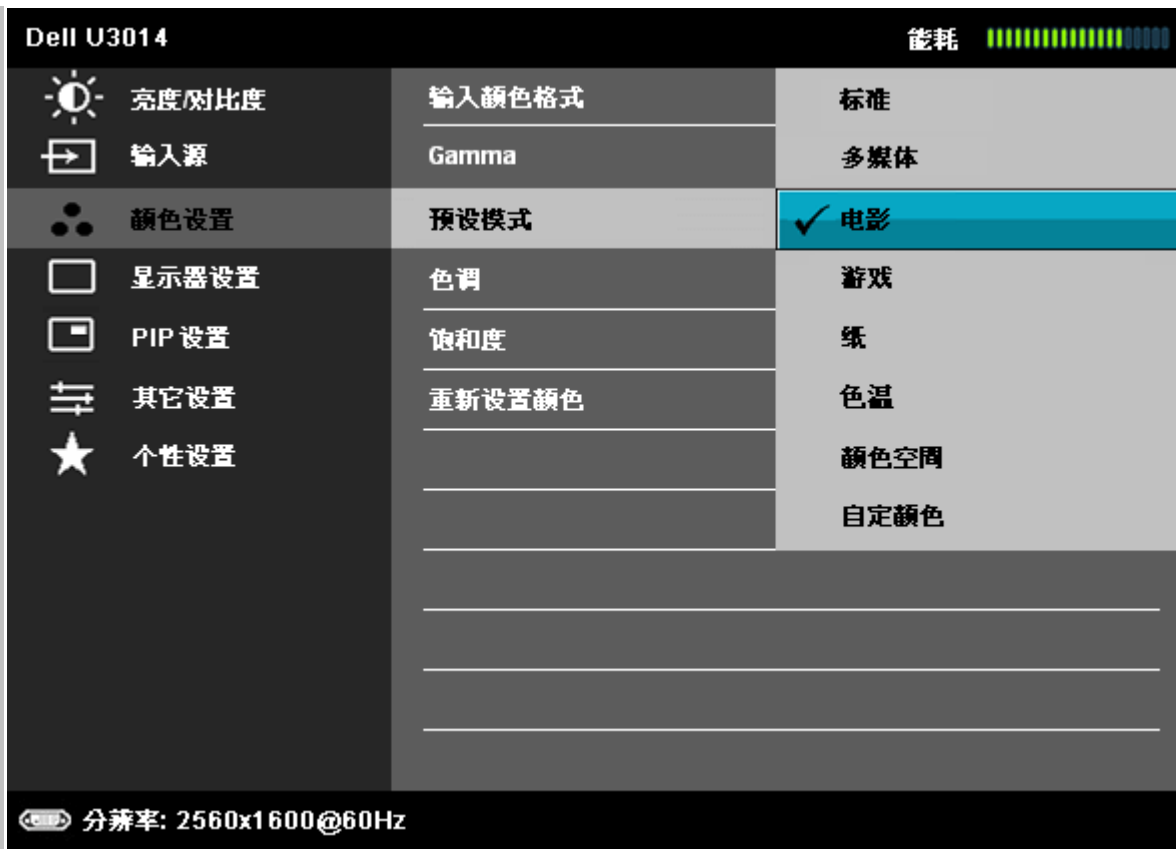 Dell U3014
能耗
亮度/对比度
输入源
颜色设置
显示器设置
PIP 设置
其它设置
个性设置
输入颜色格式
Gamma
预设模式
色调
饱和度
重新设置颜色
标准
多媒体
电影
游戏
纸
色温
颜色空间
自定颜色
分辨率: 2560x1600@60Hz